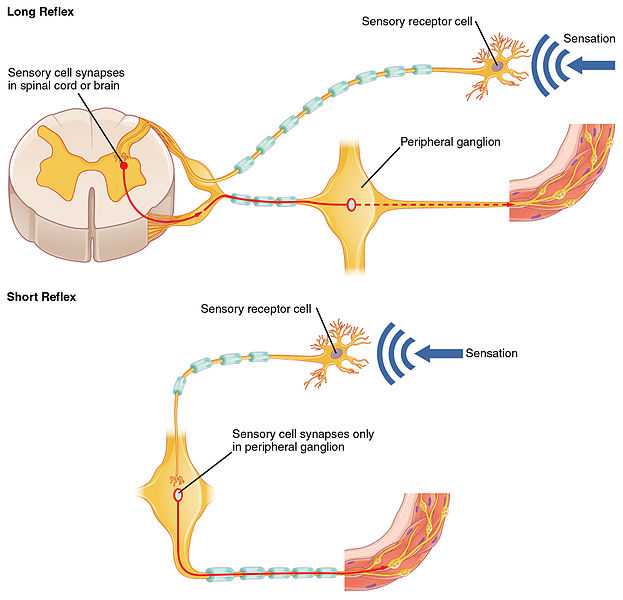 Long Reflex
Sensory receptor cell
Sensation
Sensory cell synapses
in spinal cord or brain
Peripheral ganglion
Short Reflex
Sensory receptor cell
Sensation
Sensory cell synapses only
in peripheral ganglion